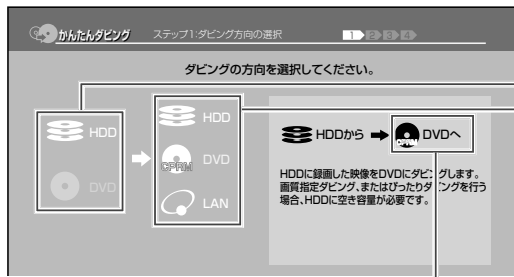 かんたんダビング ステップ1:ダビング方向の選択 1 2 3 4
ダビングの方向を選択してください。
HDD
DVD
HDD
CPRM DVD
LAN
HDDから DVDへ
HDDに録画した映像をDVDにダビングします。
画質指定ダビング、またはぴったりダビングを行う
場合、HDDに空き容量が必要です。